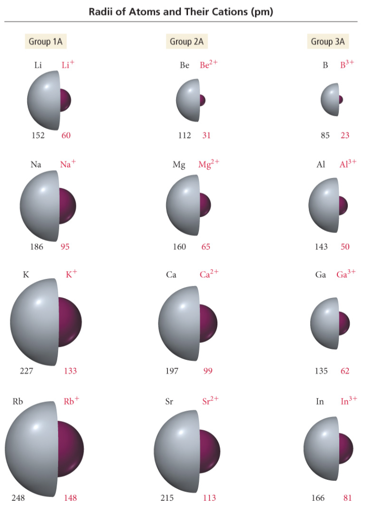 Radii of Atoms and Their Cations (pm)
Group 1A Group 2A Group 3A
Li Li⁺ Be Be²⁺ B B³⁺
152 60 112 31 85 23
Na Na⁺ Mg Mg²⁺ Al Al³⁺
186 95 160 65 143 50
K K⁺ Ca Ca²⁺ Ga Ga³⁺
227 133 197 99 135 62
Rb Rb⁺ Sr Sr²⁺ In In³⁺
248 148 215 113 166 81